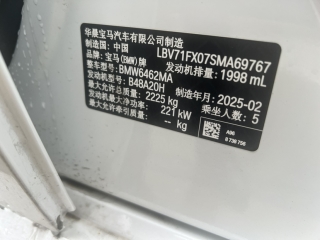 华晨宝马汽车有限公司制造
制造国: 中国 LBV71FX07SMA69767
品牌: 宝马(BMW)牌 发动机排量: 1998 mL
整车型号: BMW6462MA
发动机型号: B48A20H 制造年月: 2025-02
最大允许总质量: 2225 kg 乘坐人数: 5
发动机最大净功率: 221 kW
最大允许牵引质量: - kg